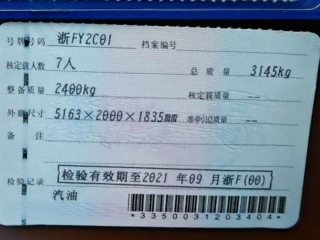 号牌号码 浙FY2C01 档案编号
核定载人数 7人 总质量 3145kg
整备质量 2400kg 核定载质量 --
外廓尺寸 5163×2000×1835mm 准牵引总质量 --
备注
检验有效期至2021年09月浙F(00)
检验记录
汽油
*3350031203404*